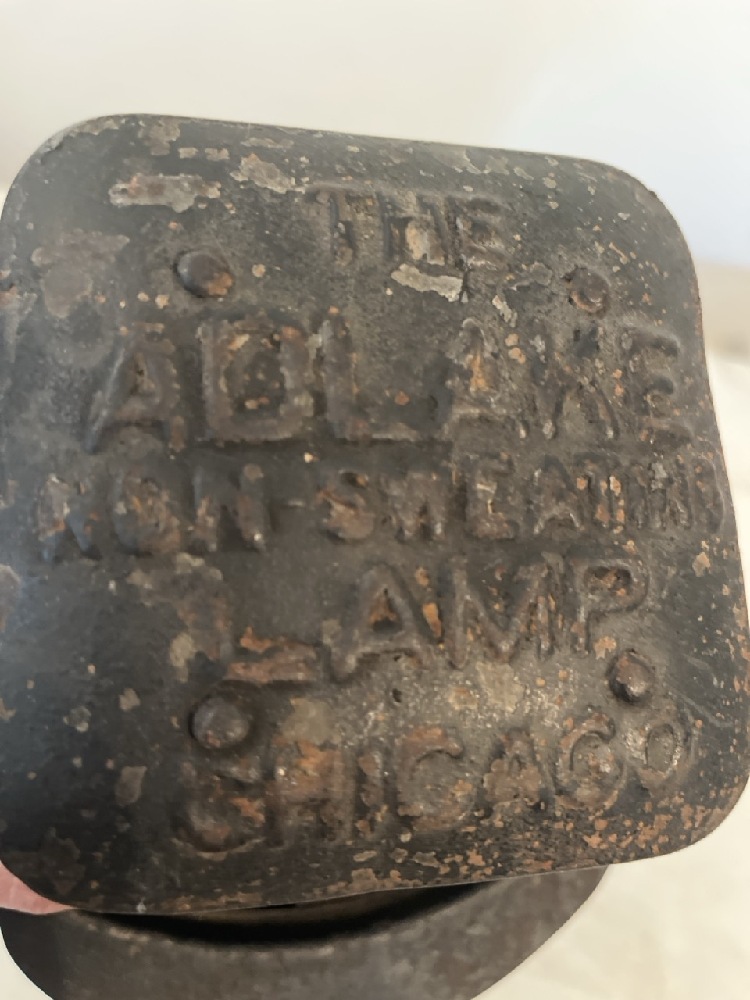 THE
ADLAKE
NON-SWEATING
LAMP
CHICAGO